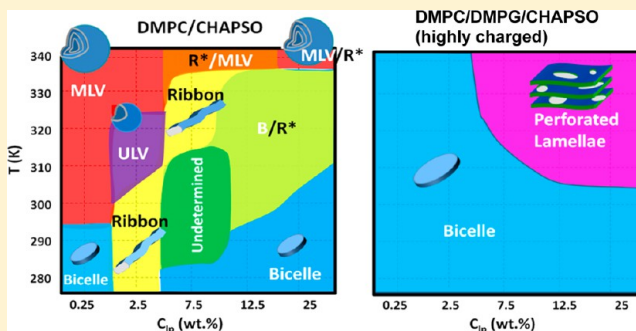 DMPC/CHAPSO
DMPC/DMPG/CHAPSO
(highly charged)
340
330
320
310
300
290
280
T (K)
MLV
R*/MLV
MLV/R*
Ribbon
ULV
B/R*
Undetermined
Ribbon
Bicelle
Bicelle
0.25 2.5 7.5 12.5 25
C_lp (wt.%)
Perforated
Lamellae
Bicelle
0.25 2.5 7.5 12.5 25
C_lp (wt.%)